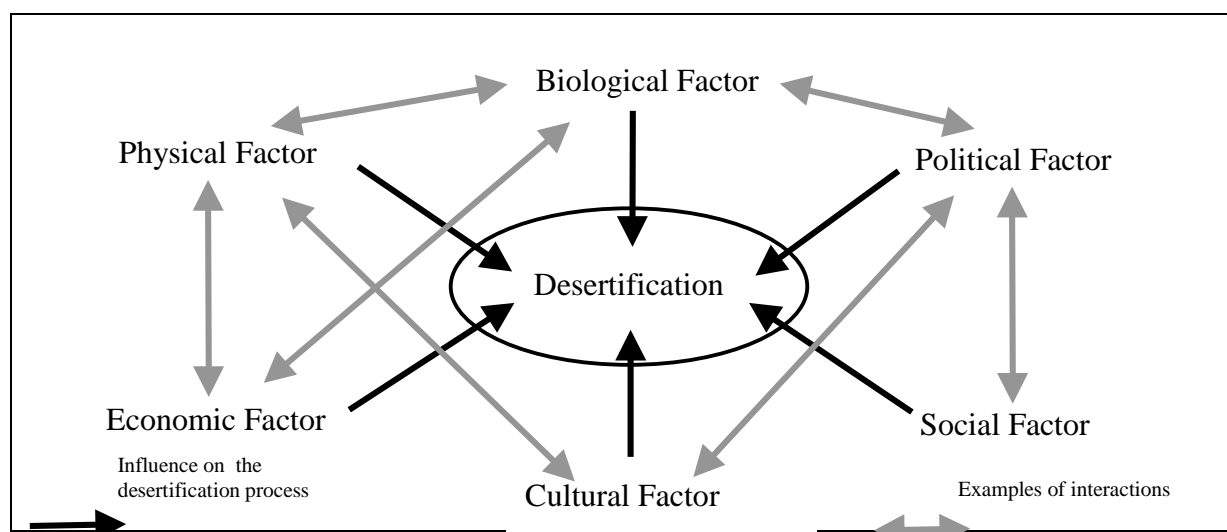 Biological Factor
Physical Factor
Political Factor
Desertification
Economic Factor
Social Factor
Influence on the
desertification process
Cultural Factor
Examples of interactions